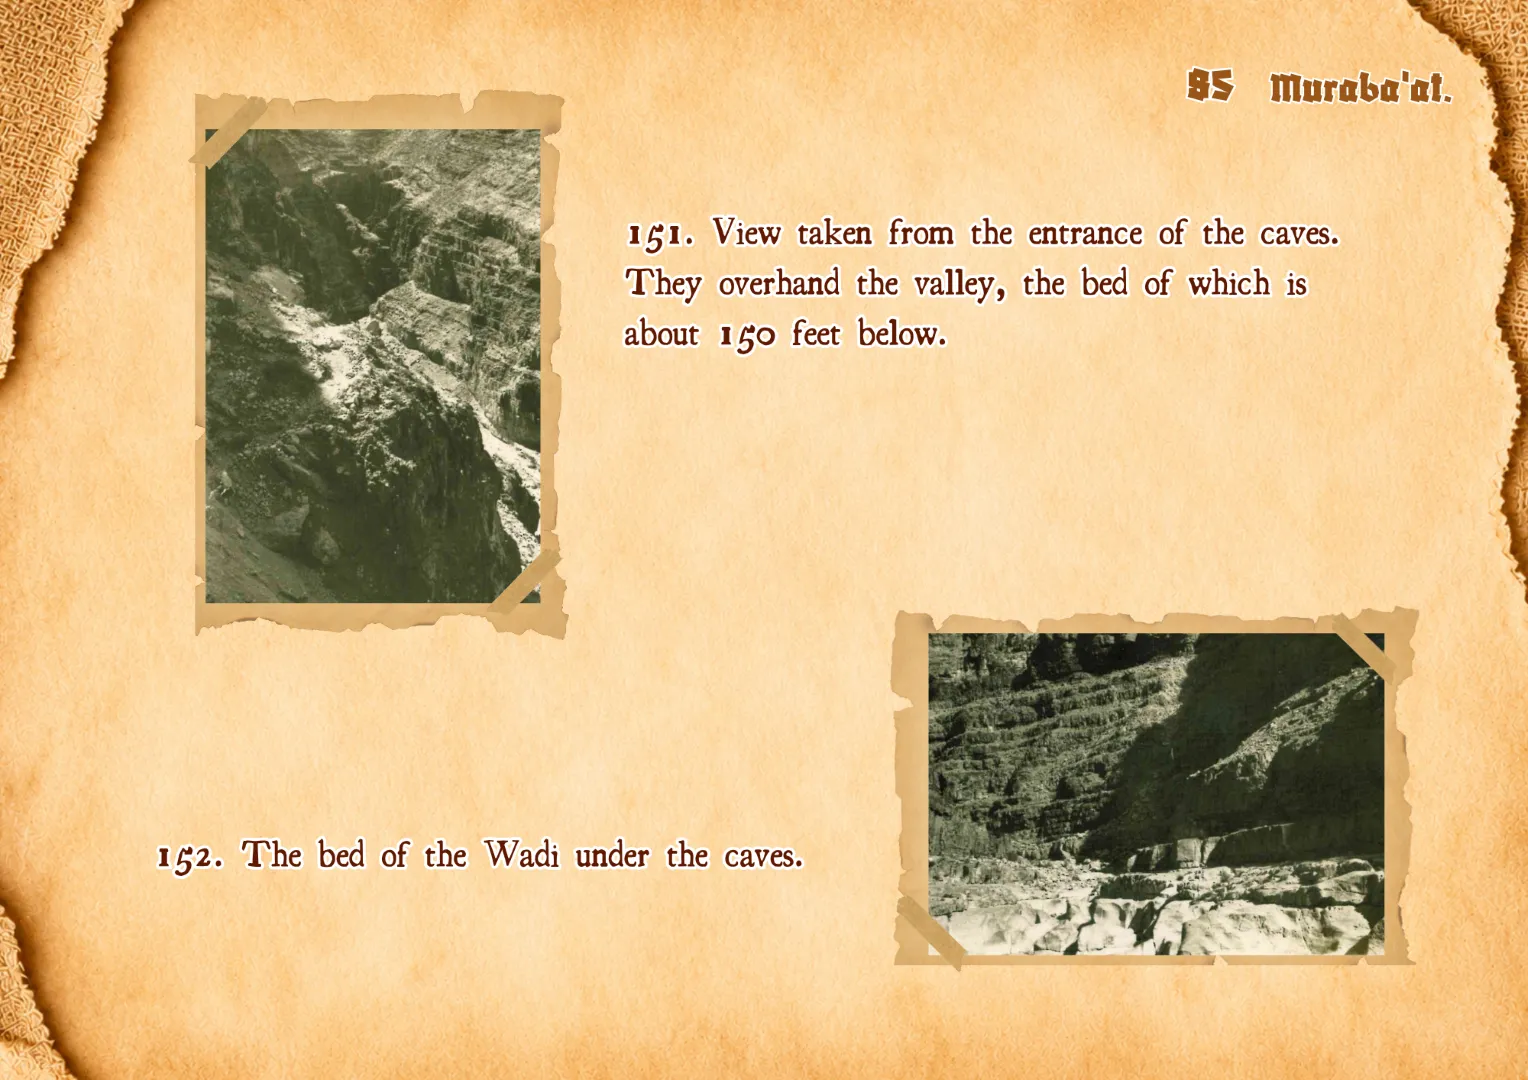 85 Muraba'at.
151. View taken from the entrance of the caves.
They overhand the valley, the bed of which is
about 150 feet below.
152. The bed of the Wadi under the caves.